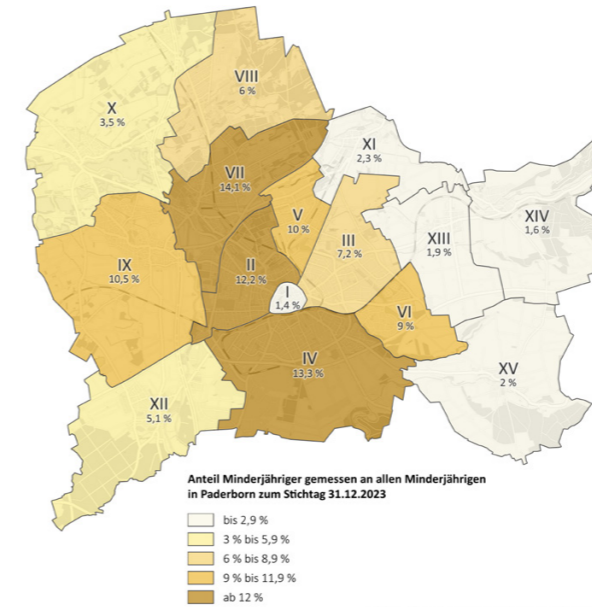 VIII
6 %
X
3,5 %
XI
2,3 %
VII
14,1 %
V
10 %
XIV
1,6 %
III
7,2 %
XIII
1,9 %
IX
10,5 %
II
12,2 %
I
1,4 %
VI
9 %
IV
13,3 %
XV
2 %
XII
5,1 %
Anteil Minderjähriger gemessen an allen Minderjährigen
in Paderborn zum Stichtag 31.12.2023
bis 2,9 %
3 % bis 5,9 %
6 % bis 8,9 %
9 % bis 11,9 %
ab 12 %